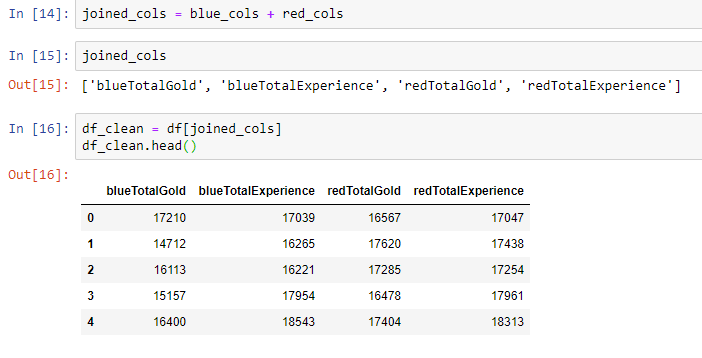 In [14]: joined_cols = blue_cols + red_cols
In [15]: joined_cols
Out[15]: ['blueTotalGold', 'blueTotalExperience', 'redTotalGold', 'redTotalExperience']
In [16]: df_clean = df[joined_cols]
df_clean.head()
Out[16]:
blueTotalGold blueTotalExperience redTotalGold redTotalExperience
0 17210 17039 16567 17047
1 14712 16265 17620 17438
2 16113 16221 17285 17254
3 15157 17954 16478 17961
4 16400 18543 17404 18313